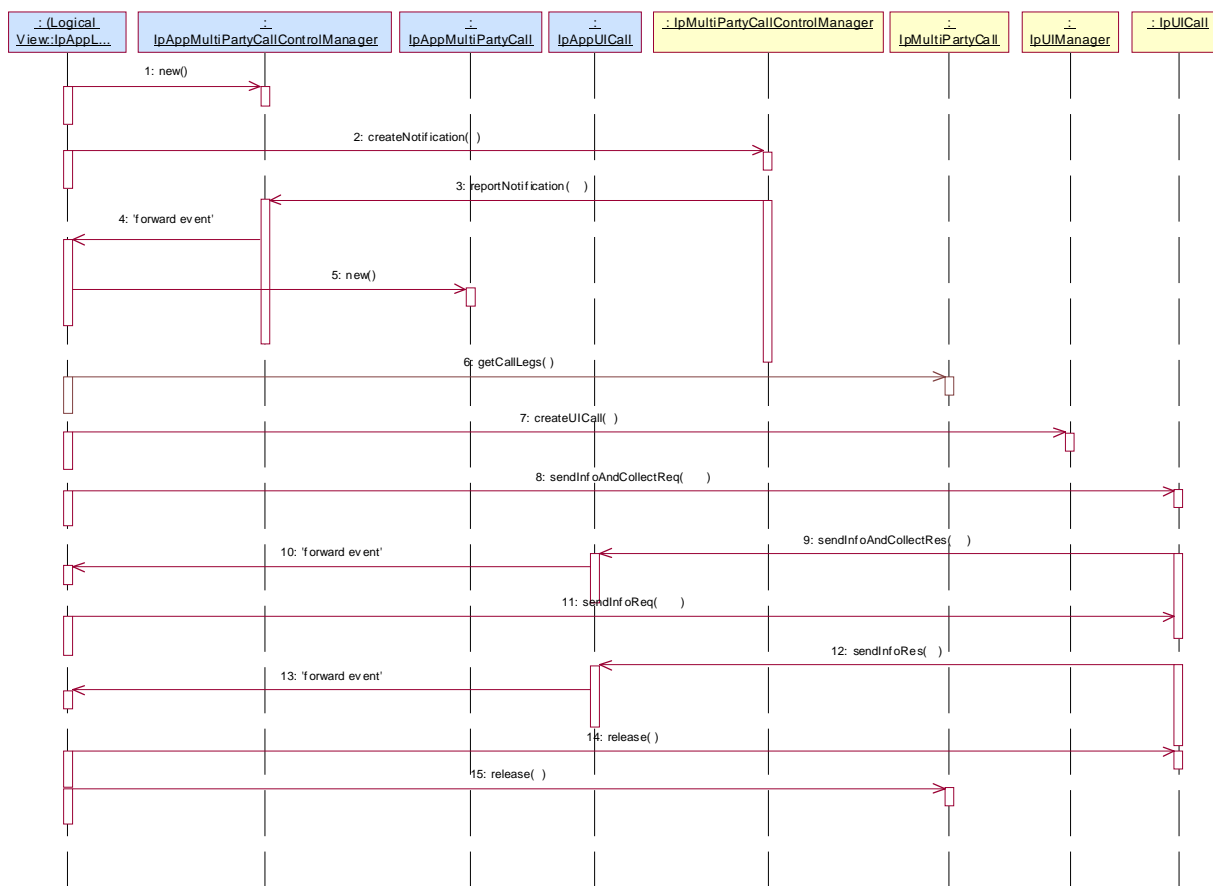 : (Logical
View::IpAppL...
:
IpAppMultiPartyCallControlManager
:
IpAppMultiPartyCall
:
IpAppUICall
: IpMultiPartyCallControlManager
:
IpMultiPartyCall
:
IpUIManager
: IpUICall
1: new()
2: createNotification( )
3: reportNotification( )
4: 'forward event'
5: new()
6: getCallLegs( )
7: createUICall( )
8: sendInfoAndCollectReq( )
9: sendInfoAndCollectRes( )
10: 'forward event'
11: sendInfoReq( )
12: sendInfoRes( )
13: 'forward event'
14: release( )
15: release( )